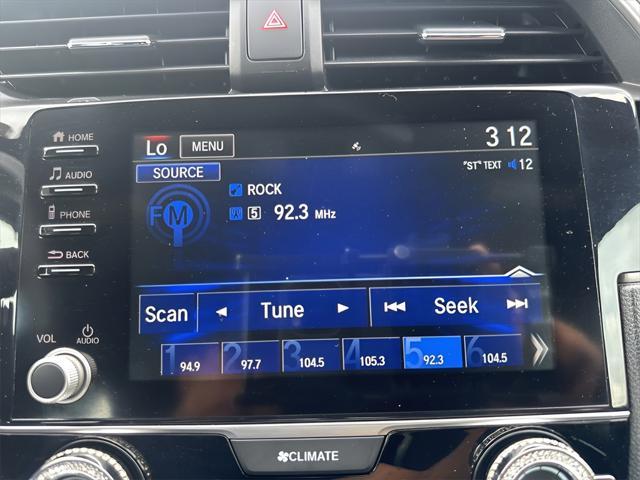 HOME
AUDIO
PHONE
BACK
VOL
AUDIO
Lo MENU 3 12
SOURCE "ST" TEXT 12
FM
ROCK
5 92.3 MHz
Scan Tune Seek
1 94.9 2 97.7 3 104.5 4 105.3 5 92.3 6 104.5
CLIMATE